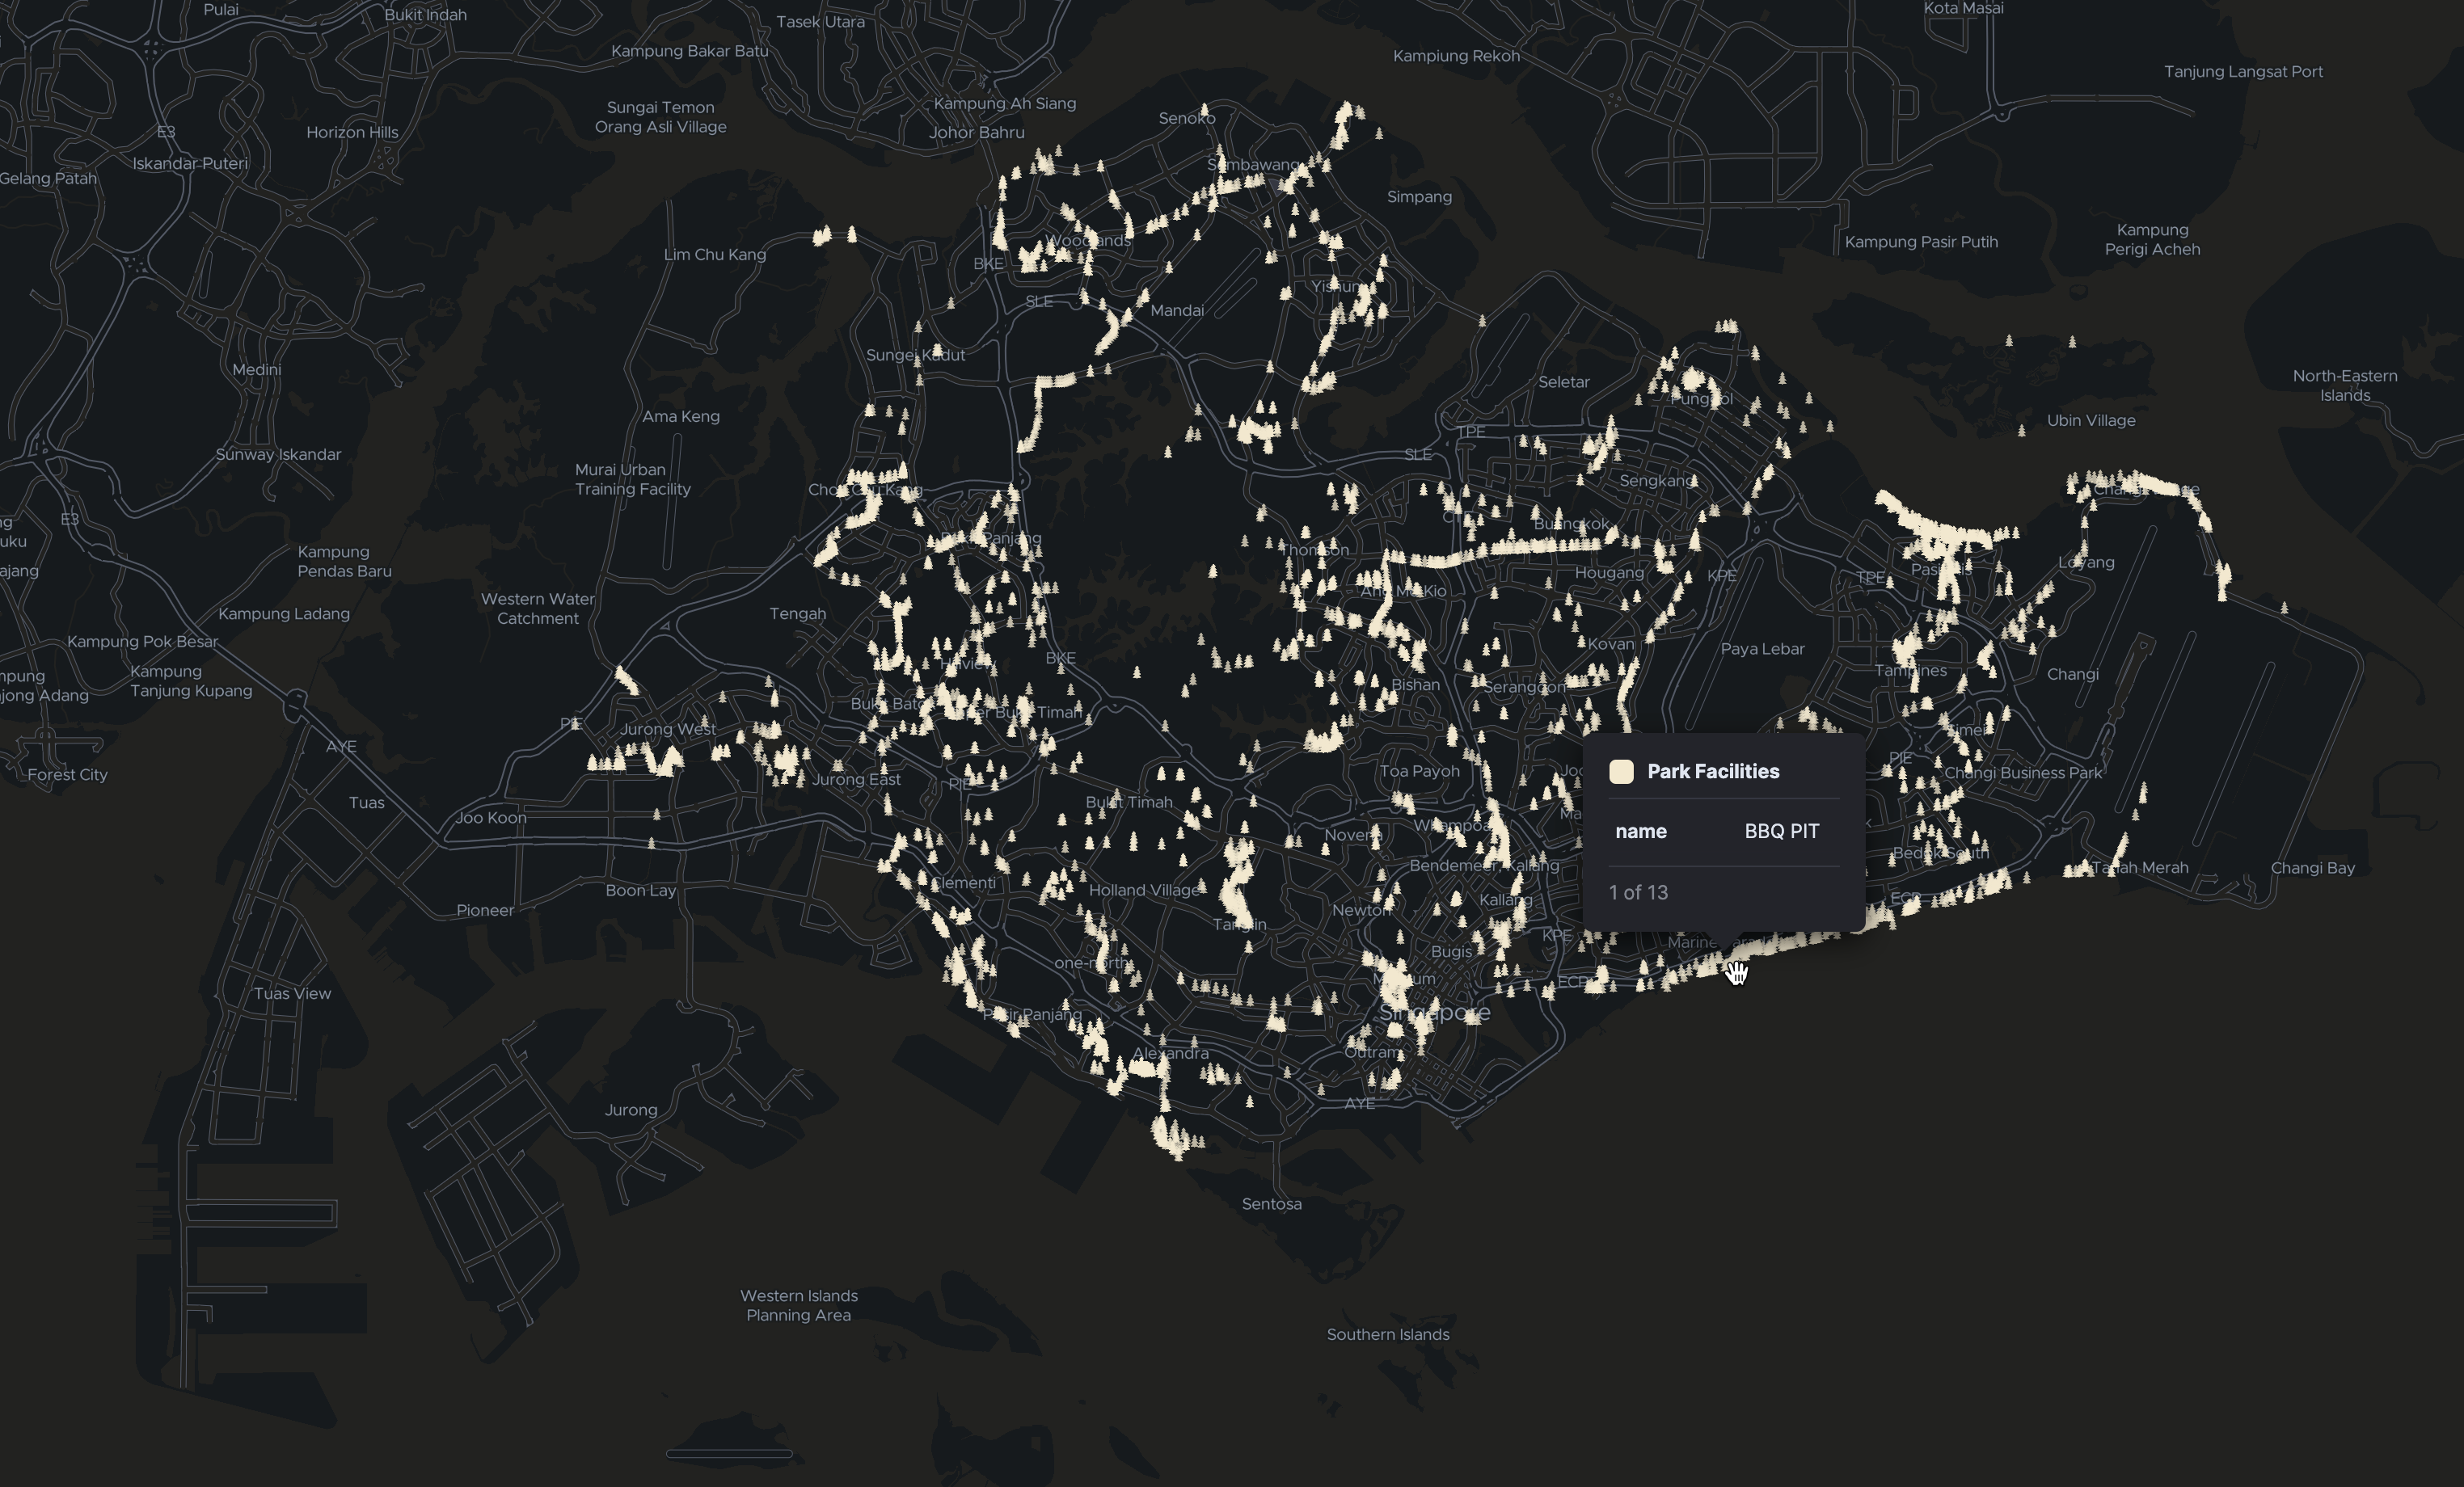 Pulai
Bukit Indah
Tasek Utara
Kota Masai
Kampung Bakar Batu
Kampiung Rekoh
Tanjung Langsat Port
Sungai Temon
Orang Asli Village
Kampung Ah Siang
Senoko
E3
Horizon Hills
Johor Bahru
Iskandar Puteri
Sembawang
Gelang Patah
Simpang
Kampung
Perigi Acheh
Lim Chu Kang
Woodlands
Kampung Pasir Putih
BKE
Yishun
SLE
Mandai
Sungei Kadut
Medini
Seletar
North-Eastern
Islands
Punggol
Ama Keng
Ubin Village
TPE
Sunway Iskandar
SLE
Murai Urban
Training Facility
Choa Chu Kang
Sengkang
E3
Buangkok
Panjang
Thomson
Kampung
Pendas Baru
Loyang
Hougang
KPE
TPE
Ang Mo Kio
Western Water
Catchment
Kampung Ladang
Tengah
Kampung Pok Besar
Kovan
Paya Lebar
BKE
Kampung
Tanjung Kupang
Tampines
Changi
Bishan
Serangoon
Timah
PIE
Jurong West
AYE
PIE
Forest City
Jurong East
Toa Payoh
Changi Business Park
PIE
Tuas
Bukit Timah
Joo Koon
Novena
Whampoa
Bedok South
Bendemeer
Kallang
Tanah Merah
Changi Bay
Clementi
Boon Lay
Holland Village
Pioneer
Newton
Kallang
ECP
Tanglin
KPE
Bugis
one-north
ECP
Tuas View
Singapore
Pasir Panjang
Alexandra
Outram
Jurong
AYE
Sentosa
Western Islands
Planning Area
Southern Islands
Park Facilities
name BBQ PIT
1 of 13